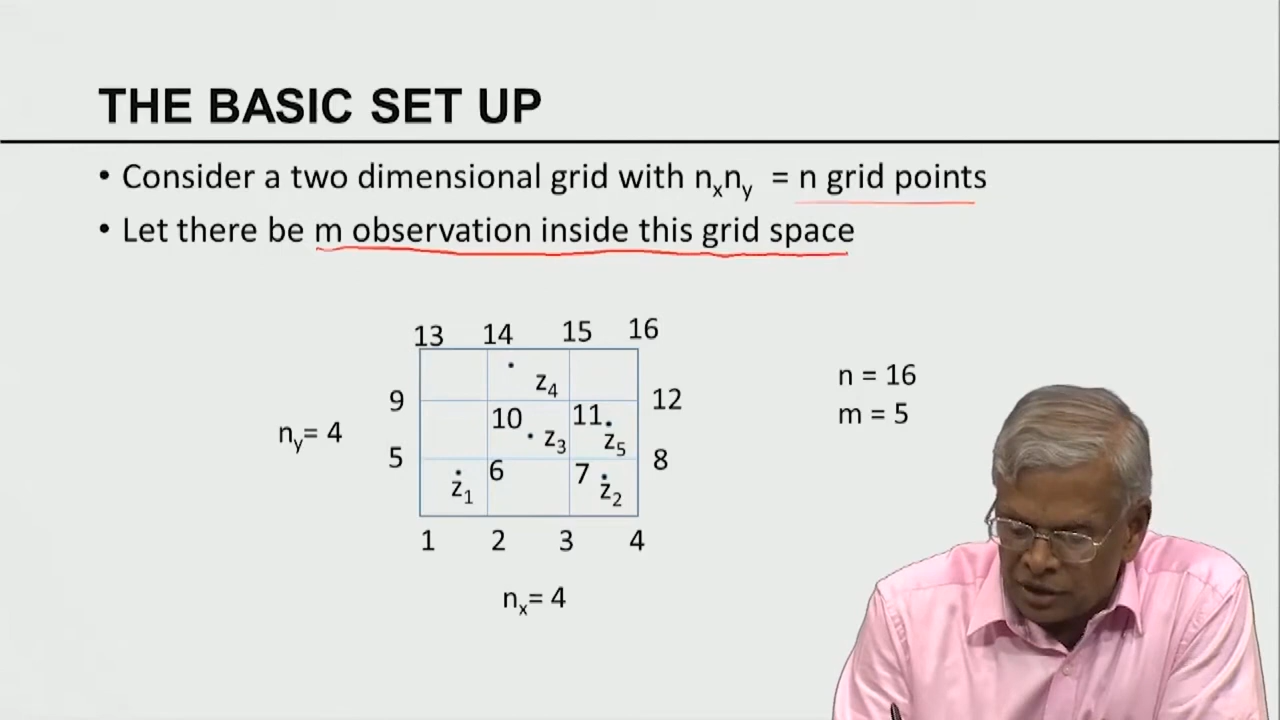 THE BASIC SET UP
• Consider a two dimensional grid with nₓnᵧ = n grid points
• Let there be m observation inside this grid space
13 14 15 16
z₄
n = 16
9 12
m = 5
10 11
nᵧ= 4
z₃ z₅
5 8
6 7
z₁ z₂
1 2 3 4
nₓ= 4